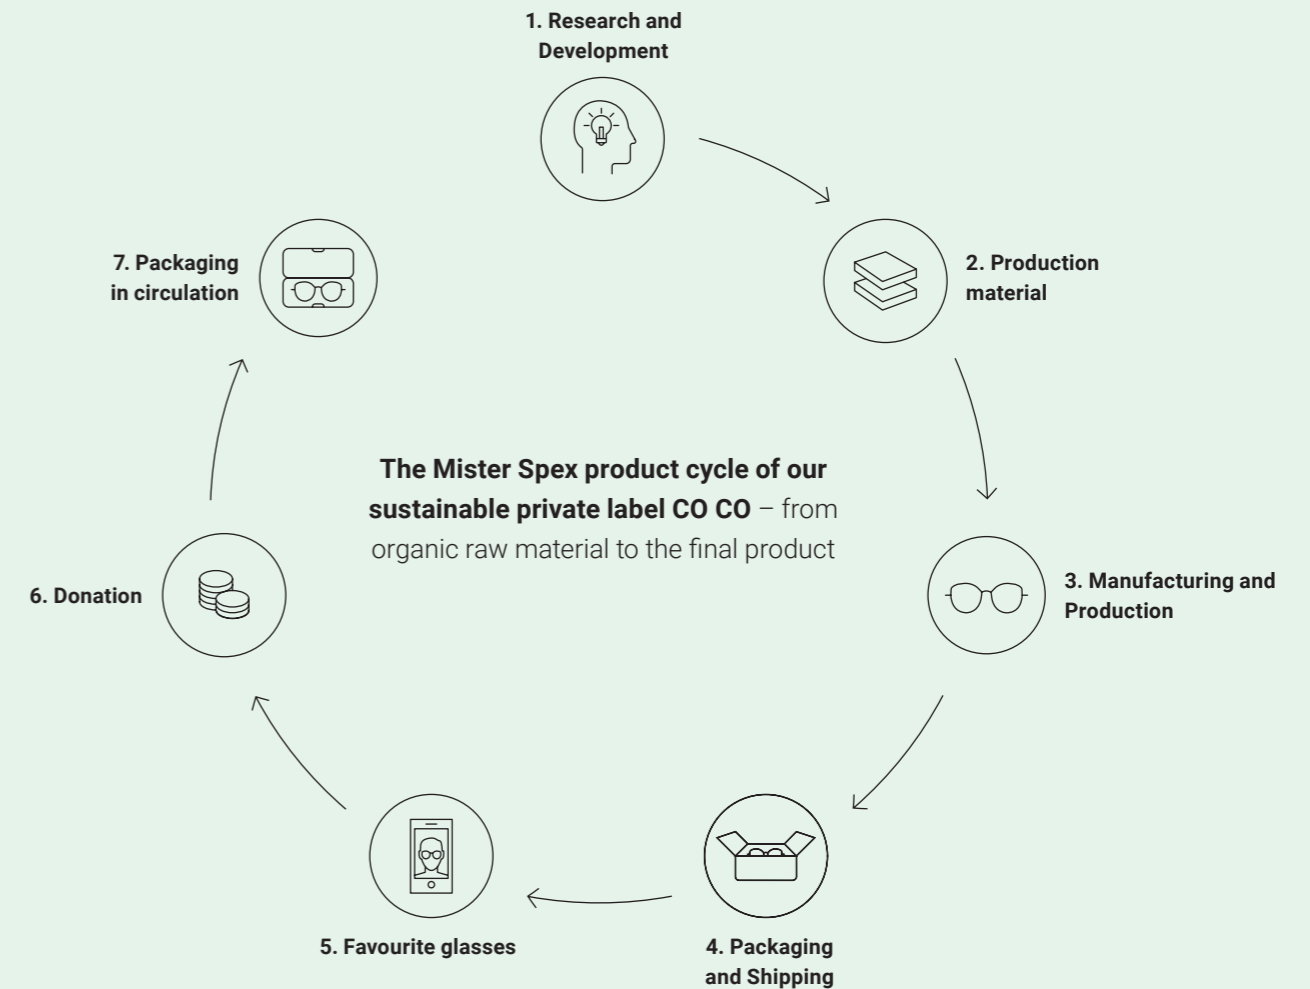 1. Research and
Development
2. Production
material
3. Manufacturing and
Production
4. Packaging
and Shipping
5. Favourite glasses
6. Donation
7. Packaging
in circulation
The Mister Spex product cycle of our
sustainable private label CO CO – from
organic raw material to the final product